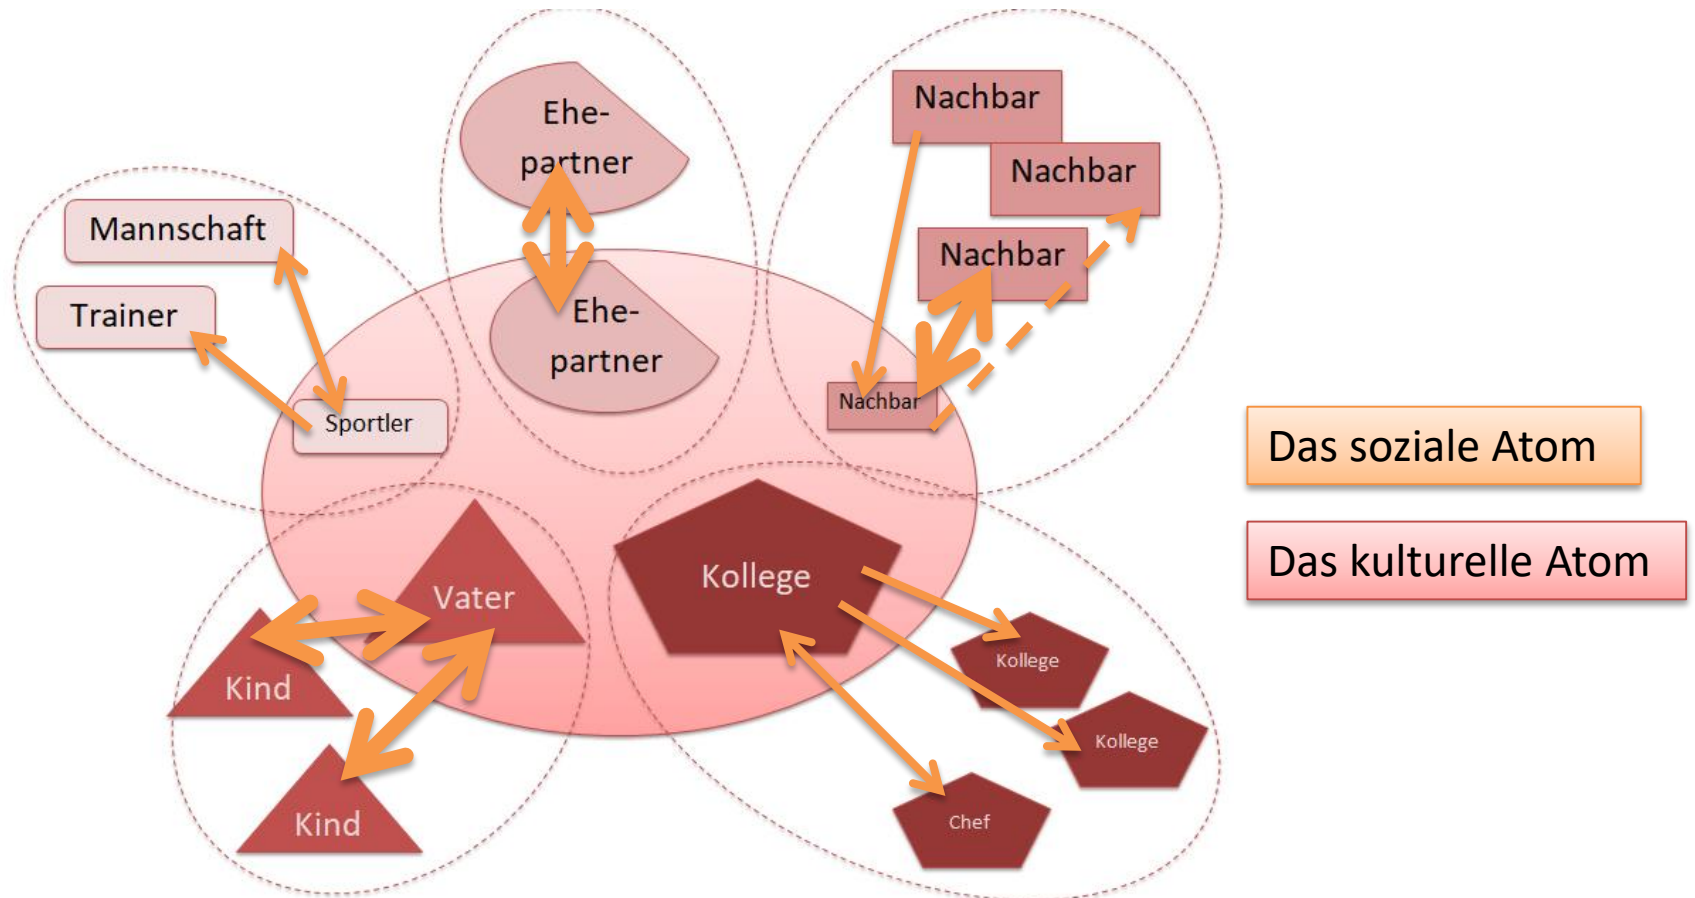 Ehe-
partner
Nachbar
Nachbar
Nachbar
Nachbar
Mannschaft
Trainer
Sportler
Ehe-
partner
Das soziale Atom
Das kulturelle Atom
Vater
Kind
Kind
Kollege
Kollege
Kollege
Chef